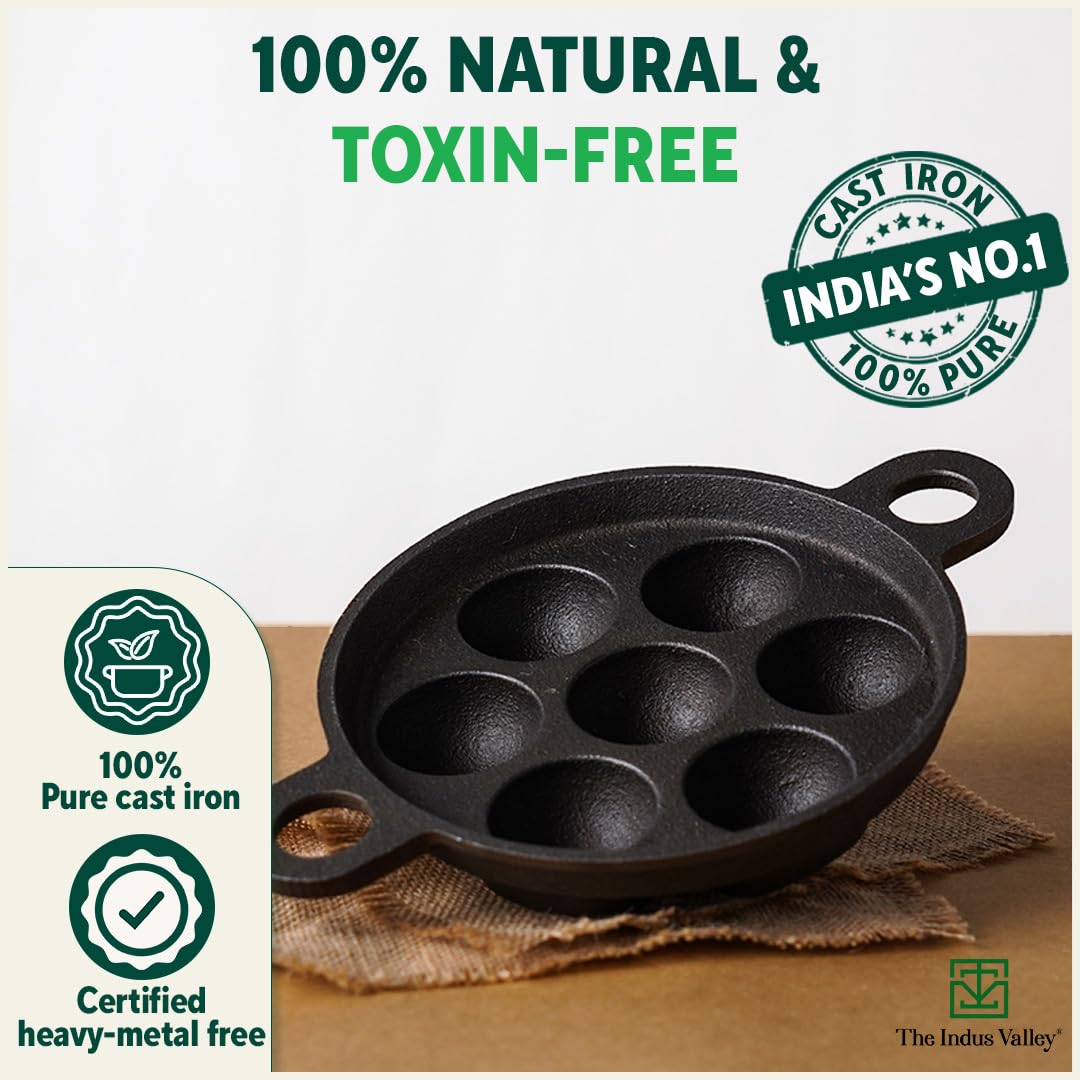 100% NATURAL &
TOXIN-FREE
CAST IRON
INDIA'S NO.1
100% PURE
100%
Pure cast iron
Certified
heavy-metal free
The Indus Valley®